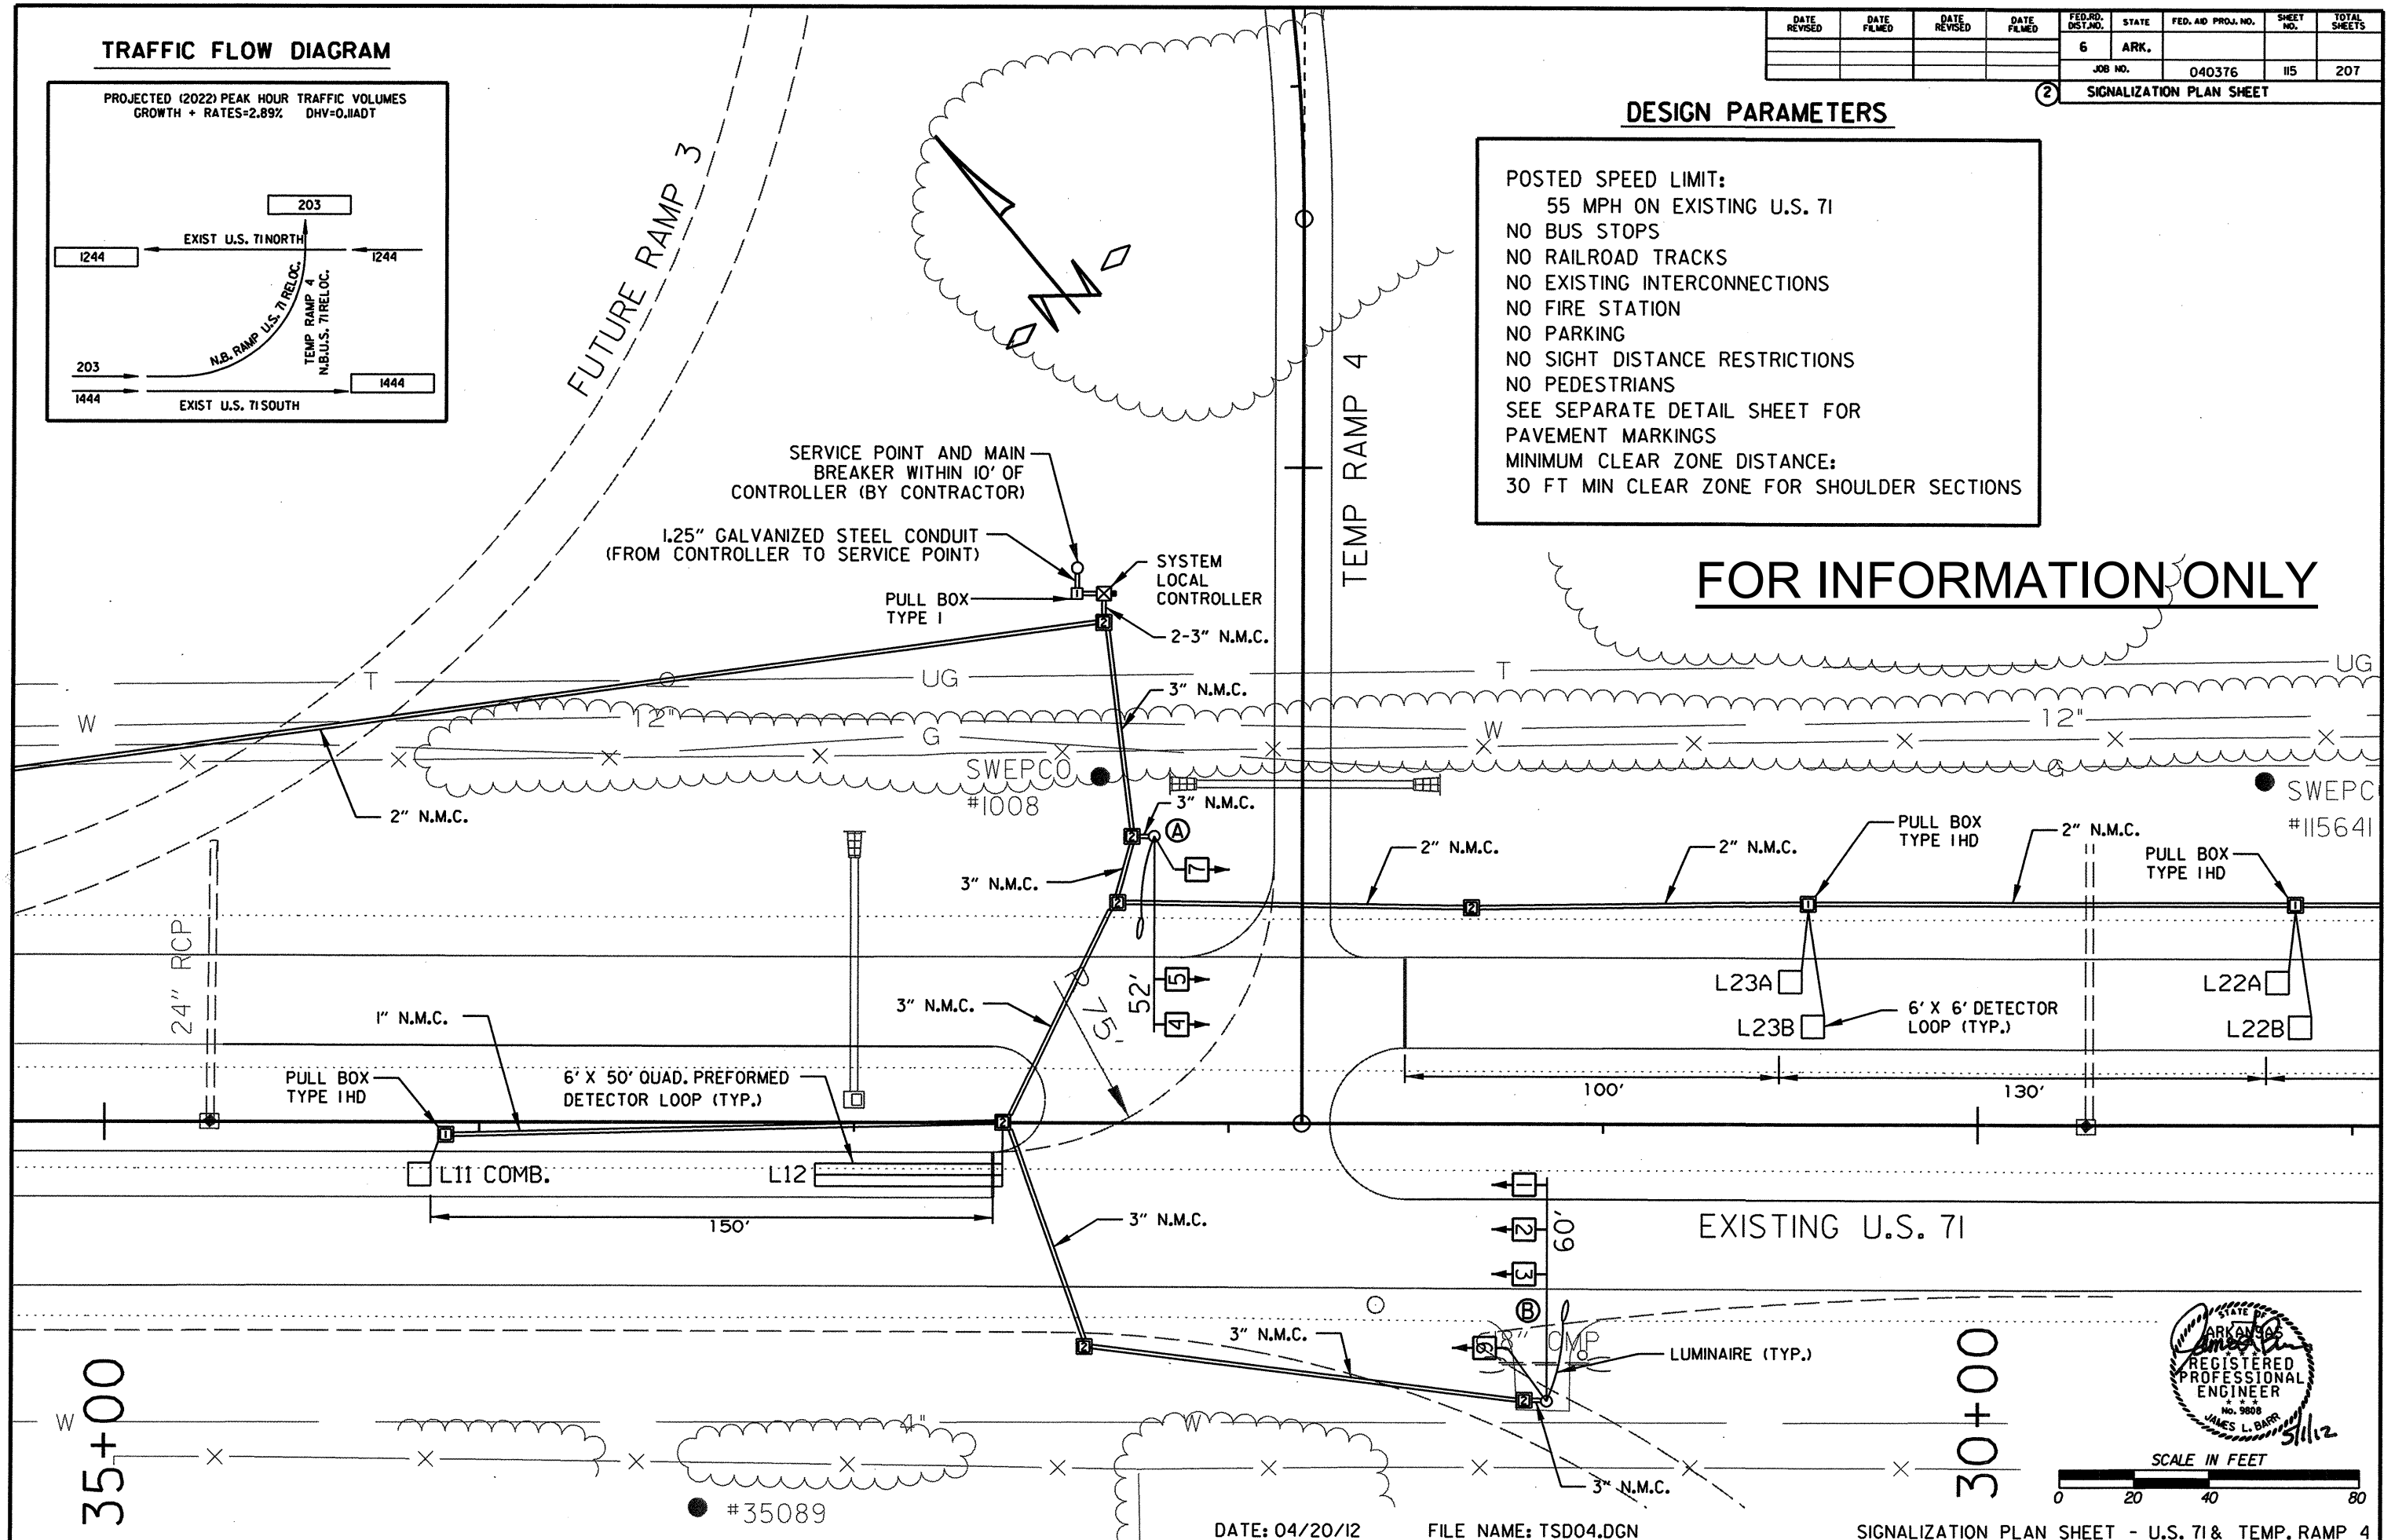 TRAFFIC FLOW DIAGRAM
PROJECTED (2022) PEAK HOUR TRAFFIC VOLUMES
GROWTH + RATES=2.89% DHV=0.11ADT
203
EXIST U.S. 71 NORTH
1244
1244
N.B. RAMP U.S. 71 RELOC.
TEMP RAMP 4
N.B.U.S. 71 RELOC.
203
1444
1444
EXIST U.S. 71 SOUTH
DATE REVISED
DATE FILMED
DATE REVISED
DATE FILMED
FED.RD. DIST.NO.
STATE
FED. AID PROJ. NO.
SHEET NO.
TOTAL SHEETS
6
ARK.
JOB NO.
040376
115
207
2
SIGNALIZATION PLAN SHEET
DESIGN PARAMETERS
POSTED SPEED LIMIT:
55 MPH ON EXISTING U.S. 71
NO BUS STOPS
NO RAILROAD TRACKS
NO EXISTING INTERCONNECTIONS
NO FIRE STATION
NO PARKING
NO SIGHT DISTANCE RESTRICTIONS
NO PEDESTRIANS
SEE SEPARATE DETAIL SHEET FOR
PAVEMENT MARKINGS
MINIMUM CLEAR ZONE DISTANCE:
30 FT MIN CLEAR ZONE FOR SHOULDER SECTIONS
FOR INFORMATION ONLY
FUTURE RAMP 3
N
TEMP RAMP 4
SERVICE POINT AND MAIN
BREAKER WITHIN 10' OF
CONTROLLER (BY CONTRACTOR)
1.25" GALVANIZED STEEL CONDUIT
(FROM CONTROLLER TO SERVICE POINT)
PULL BOX
TYPE 1
SYSTEM
LOCAL
CONTROLLER
1
2
2-3" N.M.C.
T
UG
T
UG
3" N.M.C.
W
12"
G
W
12"
G
SWEPCO
#1008
SWEPC
#115641
2" N.M.C.
3" N.M.C.
2
A
7
3" N.M.C.
2
2" N.M.C.
2
2" N.M.C.
PULL BOX
TYPE 1HD
1
2" N.M.C.
PULL BOX
TYPE 1HD
1
24" RCP
3" N.M.C.
R 75'
52'
5
4
L23A
L23B
6' X 6' DETECTOR
LOOP (TYP.)
L22A
L22B
1" N.M.C.
PULL BOX
TYPE 1HD
6' X 50' QUAD. PREFORMED
DETECTOR LOOP (TYP.)
100'
130'
1
2
L11 COMB.
L12
150'
3" N.M.C.
1
2
3
60'
EXISTING U.S. 71
B
2
3" N.M.C.
6
18" CMP
LUMINAIRE (TYP.)
2
3" N.M.C.
35+00
30+00
W
4"
W
#35089
STATE OF
ARKANSAS
REGISTERED
PROFESSIONAL
ENGINEER
No. 9808
JAMES L. BARR
5/1/12
SCALE IN FEET
0 20 40 80
DATE: 04/20/12
FILE NAME: TSD04.DGN
SIGNALIZATION PLAN SHEET - U.S. 71 & TEMP. RAMP 4